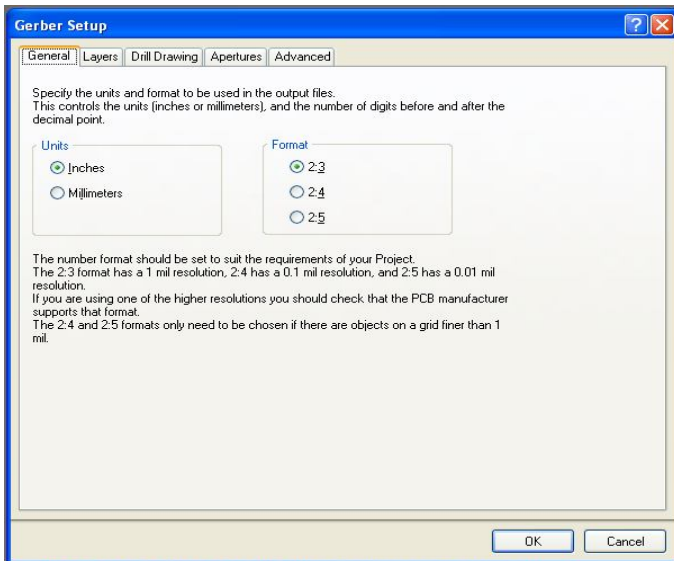 Gerber Setup
General Layers Drill Drawing Apertures Advanced
Specify the units and format to be used in the output files.
This controls the units (inches or millimeters), and the number of digits before and after the
decimal point.
Units
Inches
Millimeters
Format
2:3
2:4
2:5
The number format should be set to suit the requirements of your Project.
The 2:3 format has a 1 mil resolution, 2:4 has a 0.1 mil resolution, and 2:5 has a 0.01 mil
resolution.
If you are using one of the higher resolutions you should check that the PCB manufacturer
supports that format.
The 2:4 and 2:5 formats only need to be chosen if there are objects on a grid finer than 1
mil.
OK Cancel